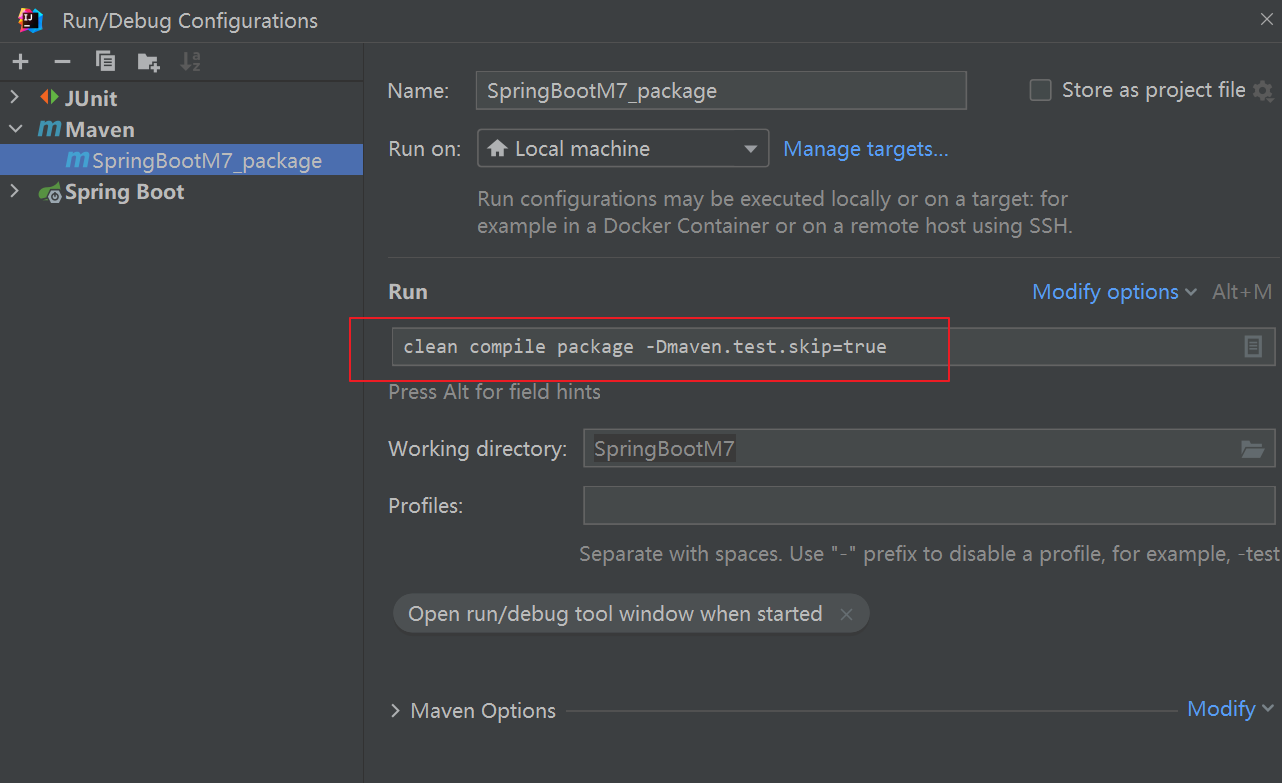 Run/Debug Configurations
JUnit
Maven
SpringBootM7_package
Spring Boot
Name: SpringBootM7_package Store as project file
Run on: Local machine Manage targets...
Run configurations may be executed locally or on a target: for
example in a Docker Container or on a remote host using SSH.
Run Modify options Alt+M
clean compile package -Dmaven.test.skip=true
Press Alt for field hints
Working directory: SpringBootM7
Profiles:
Separate with spaces. Use "-" prefix to disable a profile, for example, -test
Open run/debug tool window when started
Maven Options Modify